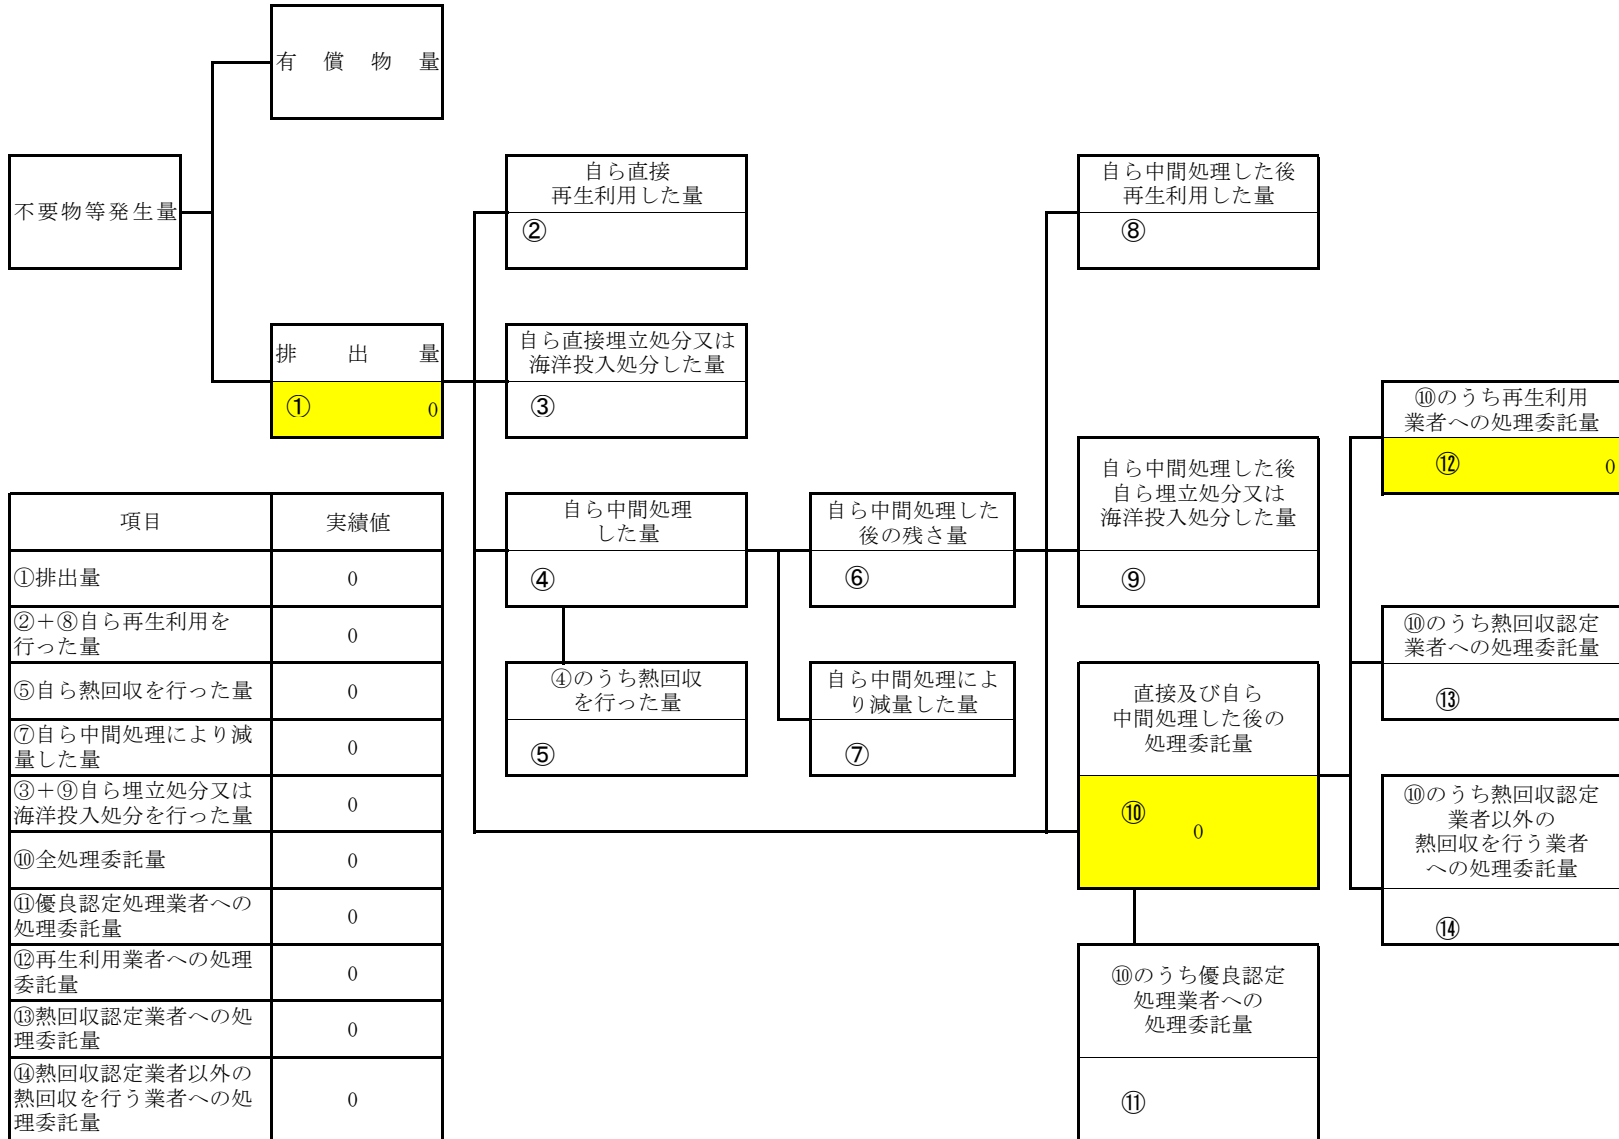 有償物量
不要物等発生量
排出量
① 0
自ら直接
再生利用した量
②
自ら直接埋立処分又は
海洋投入処分した量
③
自ら中間処理
した量
④
④のうち熱回収
を行った量
⑤
自ら中間処理した
後の残さ量
⑥
自ら中間処理によ
り減量した量
⑦
自ら中間処理した後
再生利用した量
⑧
自ら中間処理した後
自ら埋立処分又は
海洋投入処分した量
⑨
直接及び自ら
中間処理した後の
処理委託量
⑩
0
⑩のうち優良認定
処理業者への
処理委託量
⑪
⑩のうち再生利用
業者への処理委託量
⑫ 0
⑩のうち熱回収認定
業者への処理委託量
⑬
⑩のうち熱回収認定
業者以外の
熱回収を行う業者
への処理委託量
⑭
項目 実績値
①排出量 0
②+⑧自ら再生利用を
行った量 0
⑤自ら熱回収を行った量 0
⑦自ら中間処理により減
量した量 0
③+⑨自ら埋立処分又は
海洋投入処分を行った量 0
⑩全処理委託量 0
⑪優良認定処理業者への
処理委託量 0
⑫再生利用業者への処理
委託量 0
⑬熱回収認定業者への処
理委託量 0
⑭熱回収認定業者以外の
熱回収を行う業者への処 0
理委託量